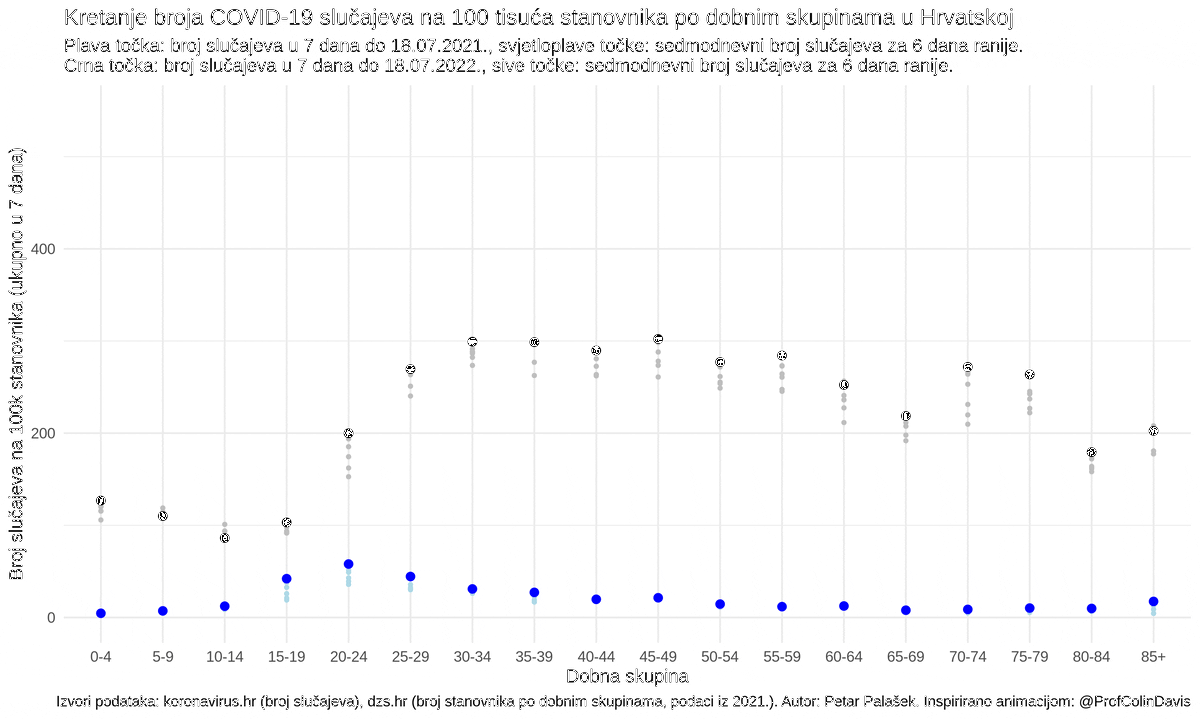 Kretanje broja COVID-19 slučajeva na 100 tisuća stanovnika po dobnim skupinama u Hrvatskoj
Plava točka: broj slučajeva u 7 dana do 18.07.2021., svjetloplave točke: sedmodnevni broj slučajeva za 6 dana ranije.
Crna točka: broj slučajeva u 7 dana do 18.07.2022., sive točke: sedmodnevni broj slučajeva za 6 dana ranije.
Broj slučajeva na 100k stanovnika (ukupno u 7 dana)
400
200
0
0-4 5-9 10-14 15-19 20-24 25-29 30-34 35-39 40-44 45-49 50-54 55-59 60-64 65-69 70-74 75-79 80-84 85+
Dobna skupina
Izvori podataka: koronavirus.hr (broj slučajeva), dzs.hr (broj stanovnika po dobnim skupinama, podaci iz 2021.). Autor: Petar Palašek. Inspirirano animacijom: @ProfColinDavis